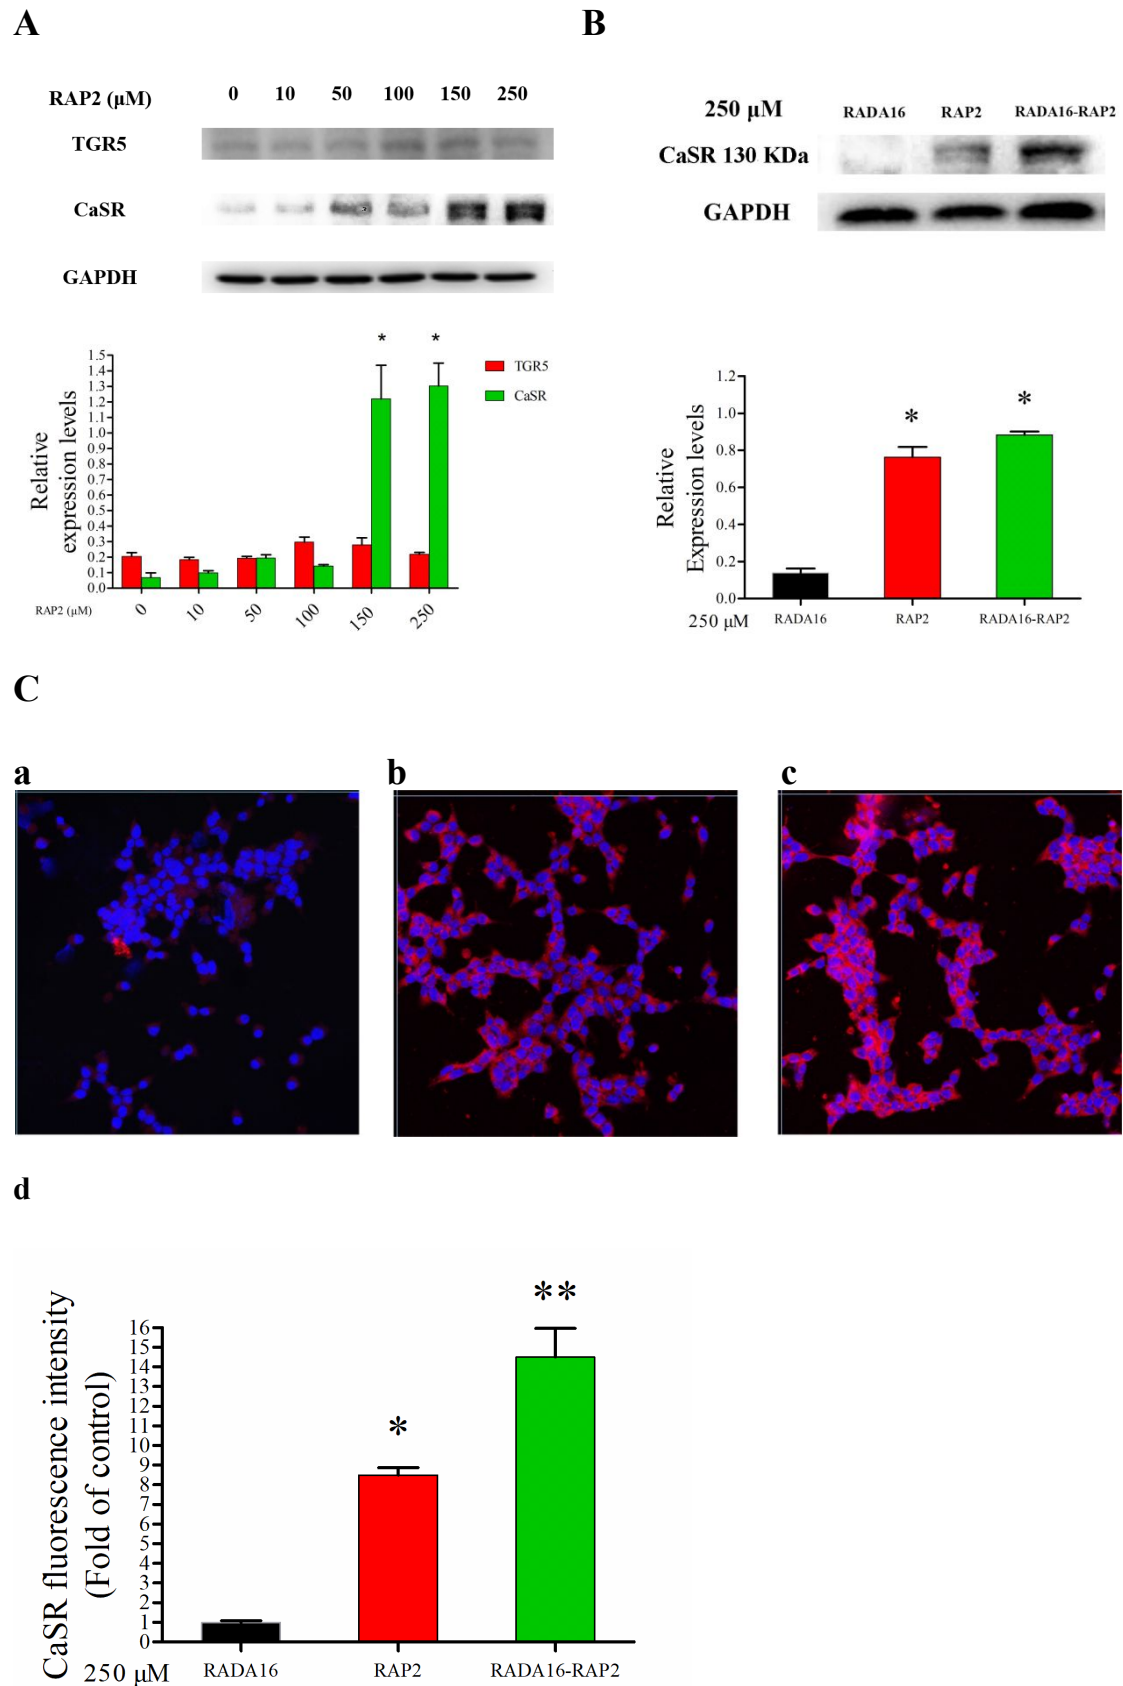 A
RAP2 (μM) 0 10 50 100 150 250
TGR5
CaSR
GAPDH
* *
Relative
expression levels
1.5
1.4
1.3
1.2
1.1
1.0
0.9
0.8
0.7
0.6
0.5
0.4
0.3
0.2
0.1
0.0
TGR5
CaSR
RAP2 (μM) 0 10 50 100 150 250
B
250 μM RADA16 RAP2 RADA16-RAP2
CaSR 130 KDa
GAPDH
Relative
Expression levels
1.2
1.0
0.8
0.6
0.4
0.2
0.0
* *
250 μM RADA16 RAP2 RADA16-RAP2
C
a b c
d
CaSR fluorescence intensity
(Fold of control)
16
15
14
13
12
11
10
9
8
7
6
5
4
3
2
1
0
* **
250 μM RADA16 RAP2 RADA16-RAP2